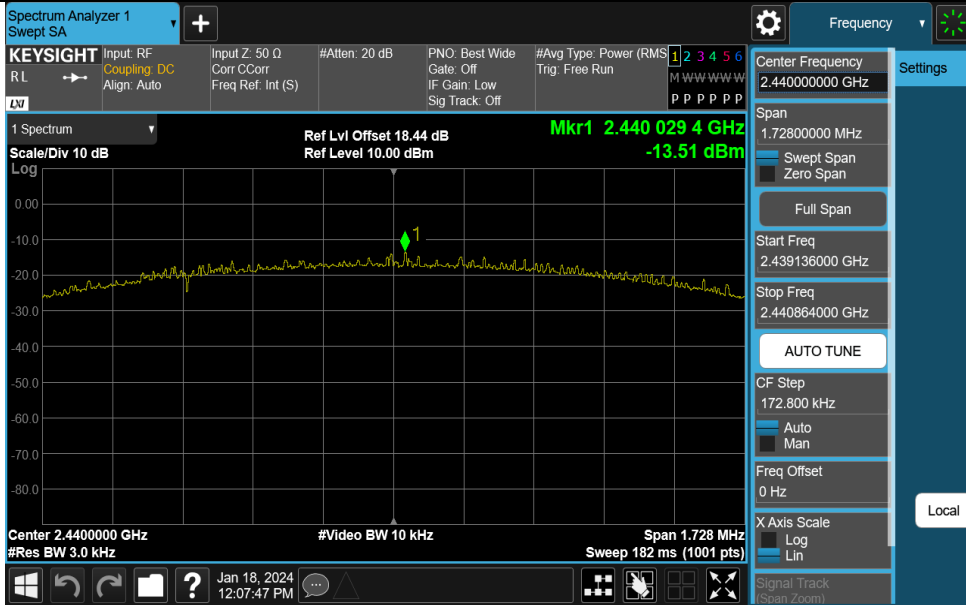 Spectrum Analyzer 1
Swept SA
Frequency
KEYSIGHT
R L
LXI
Input: RF
Coupling: DC
Align: Auto
Input Z: 50 Ω
Corr CCorr
Freq Ref: Int (S)
#Atten: 20 dB
PNO: Best Wide
Gate: Off
IF Gain: Low
Sig Track: Off
#Avg Type: Power (RMS
Trig: Free Run
1 2 3 4 5 6
M W W W W W
P P P P P P
1 Spectrum
Scale/Div 10 dB
Log
Ref Lvl Offset 18.44 dB
Ref Level 10.00 dBm
Mkr1 2.440 029 4 GHz
-13.51 dBm
1
0.00
-10.0
-20.0
-30.0
-40.0
-50.0
-60.0
-70.0
-80.0
Center 2.4400000 GHz
#Res BW 3.0 kHz
#Video BW 10 kHz
Span 1.728 MHz
Sweep 182 ms (1001 pts)
Jan 18, 2024
12:07:47 PM
Center Frequency
2.440000000 GHz
Span
1.72800000 MHz
Swept Span
Zero Span
Full Span
Start Freq
2.439136000 GHz
Stop Freq
2.440864000 GHz
AUTO TUNE
CF Step
172.800 kHz
Auto
Man
Freq Offset
0 Hz
X Axis Scale
Log
Lin
Signal Track
(Span Zoom)
Settings
Local